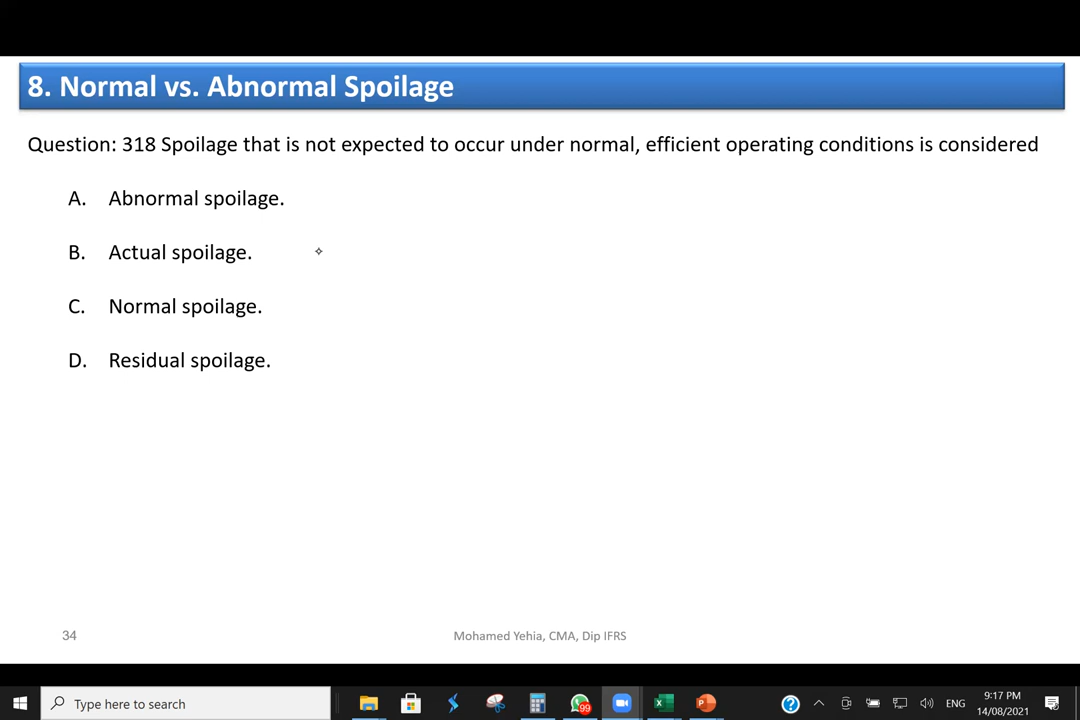 8. Normal vs. Abnormal Spoilage
Question: 318 Spoilage that is not expected to occur under normal, efficient operating conditions is considered
A. Abnormal spoilage.
B. Actual spoilage.
C. Normal spoilage.
D. Residual spoilage.
34
Mohamed Yehia, CMA, Dip IFRS
Type here to search
99
ENG
9:17 PM
14/08/2021